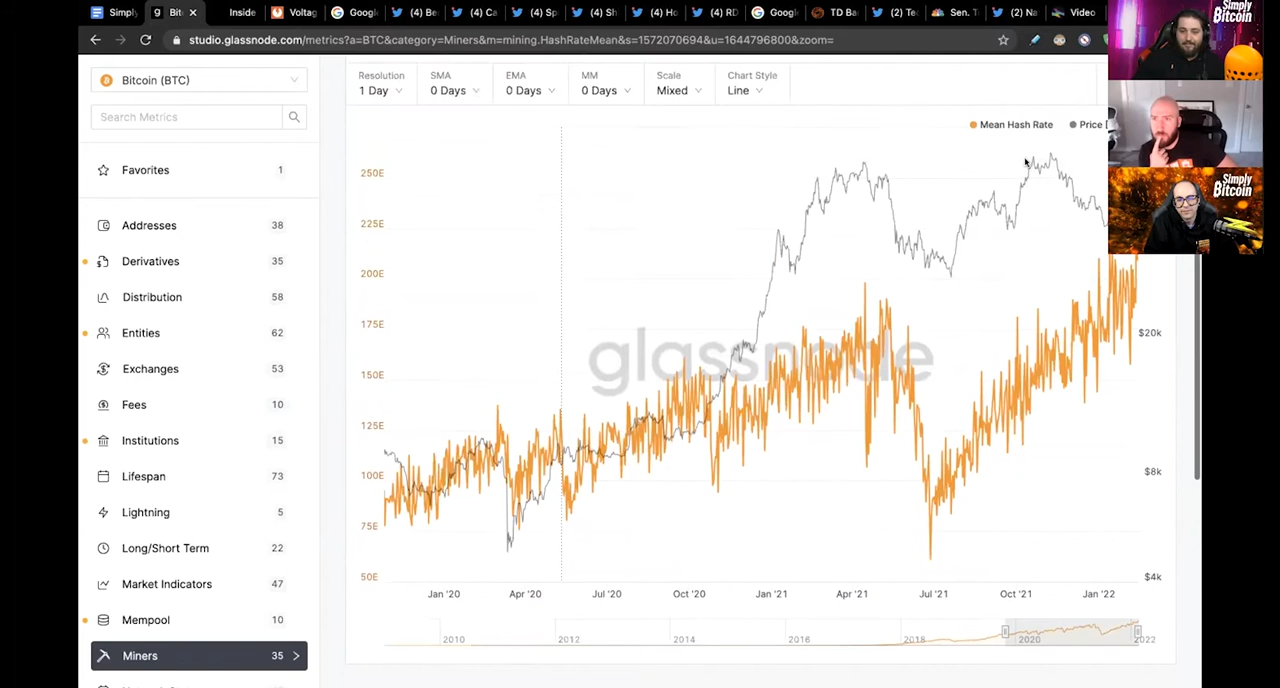 Simply
Bit
Inside
Voltag
Googl
(4) Be
(4) Ca
(4) Sp
(4) Sh
(4) Ho
(4) RD
Googl
TD Ba
(2) Te
Sen. T
(2) Na
Video
studio.glassnode.com/metrics?a=BTC&category=Miners&m=mining.HashRateMean&s=1572070694&u=1644796800&zoom=
Simply
Bitcoin
Simply
Bitcoin
Bitcoin (BTC)
Search Metrics
Favorites 1
Addresses 38
Derivatives 35
Distribution 58
Entities 62
Exchanges 53
Fees 10
Institutions 15
Lifespan 73
Lightning 5
Long/Short Term 22
Market Indicators 47
Mempool 10
Miners 35
Resolution
1 Day
SMA
0 Days
EMA
0 Days
MM
0 Days
Scale
Mixed
Chart Style
Line
Mean Hash Rate
Price
250E
225E
200E
175E
150E
125E
100E
75E
50E
$20k
$8k
$4k
glassnode
Jan '20
Apr '20
Jul '20
Oct '20
Jan '21
Apr '21
Jul '21
Oct '21
Jan '22
2010
2012
2014
2016
2018
2020
2022